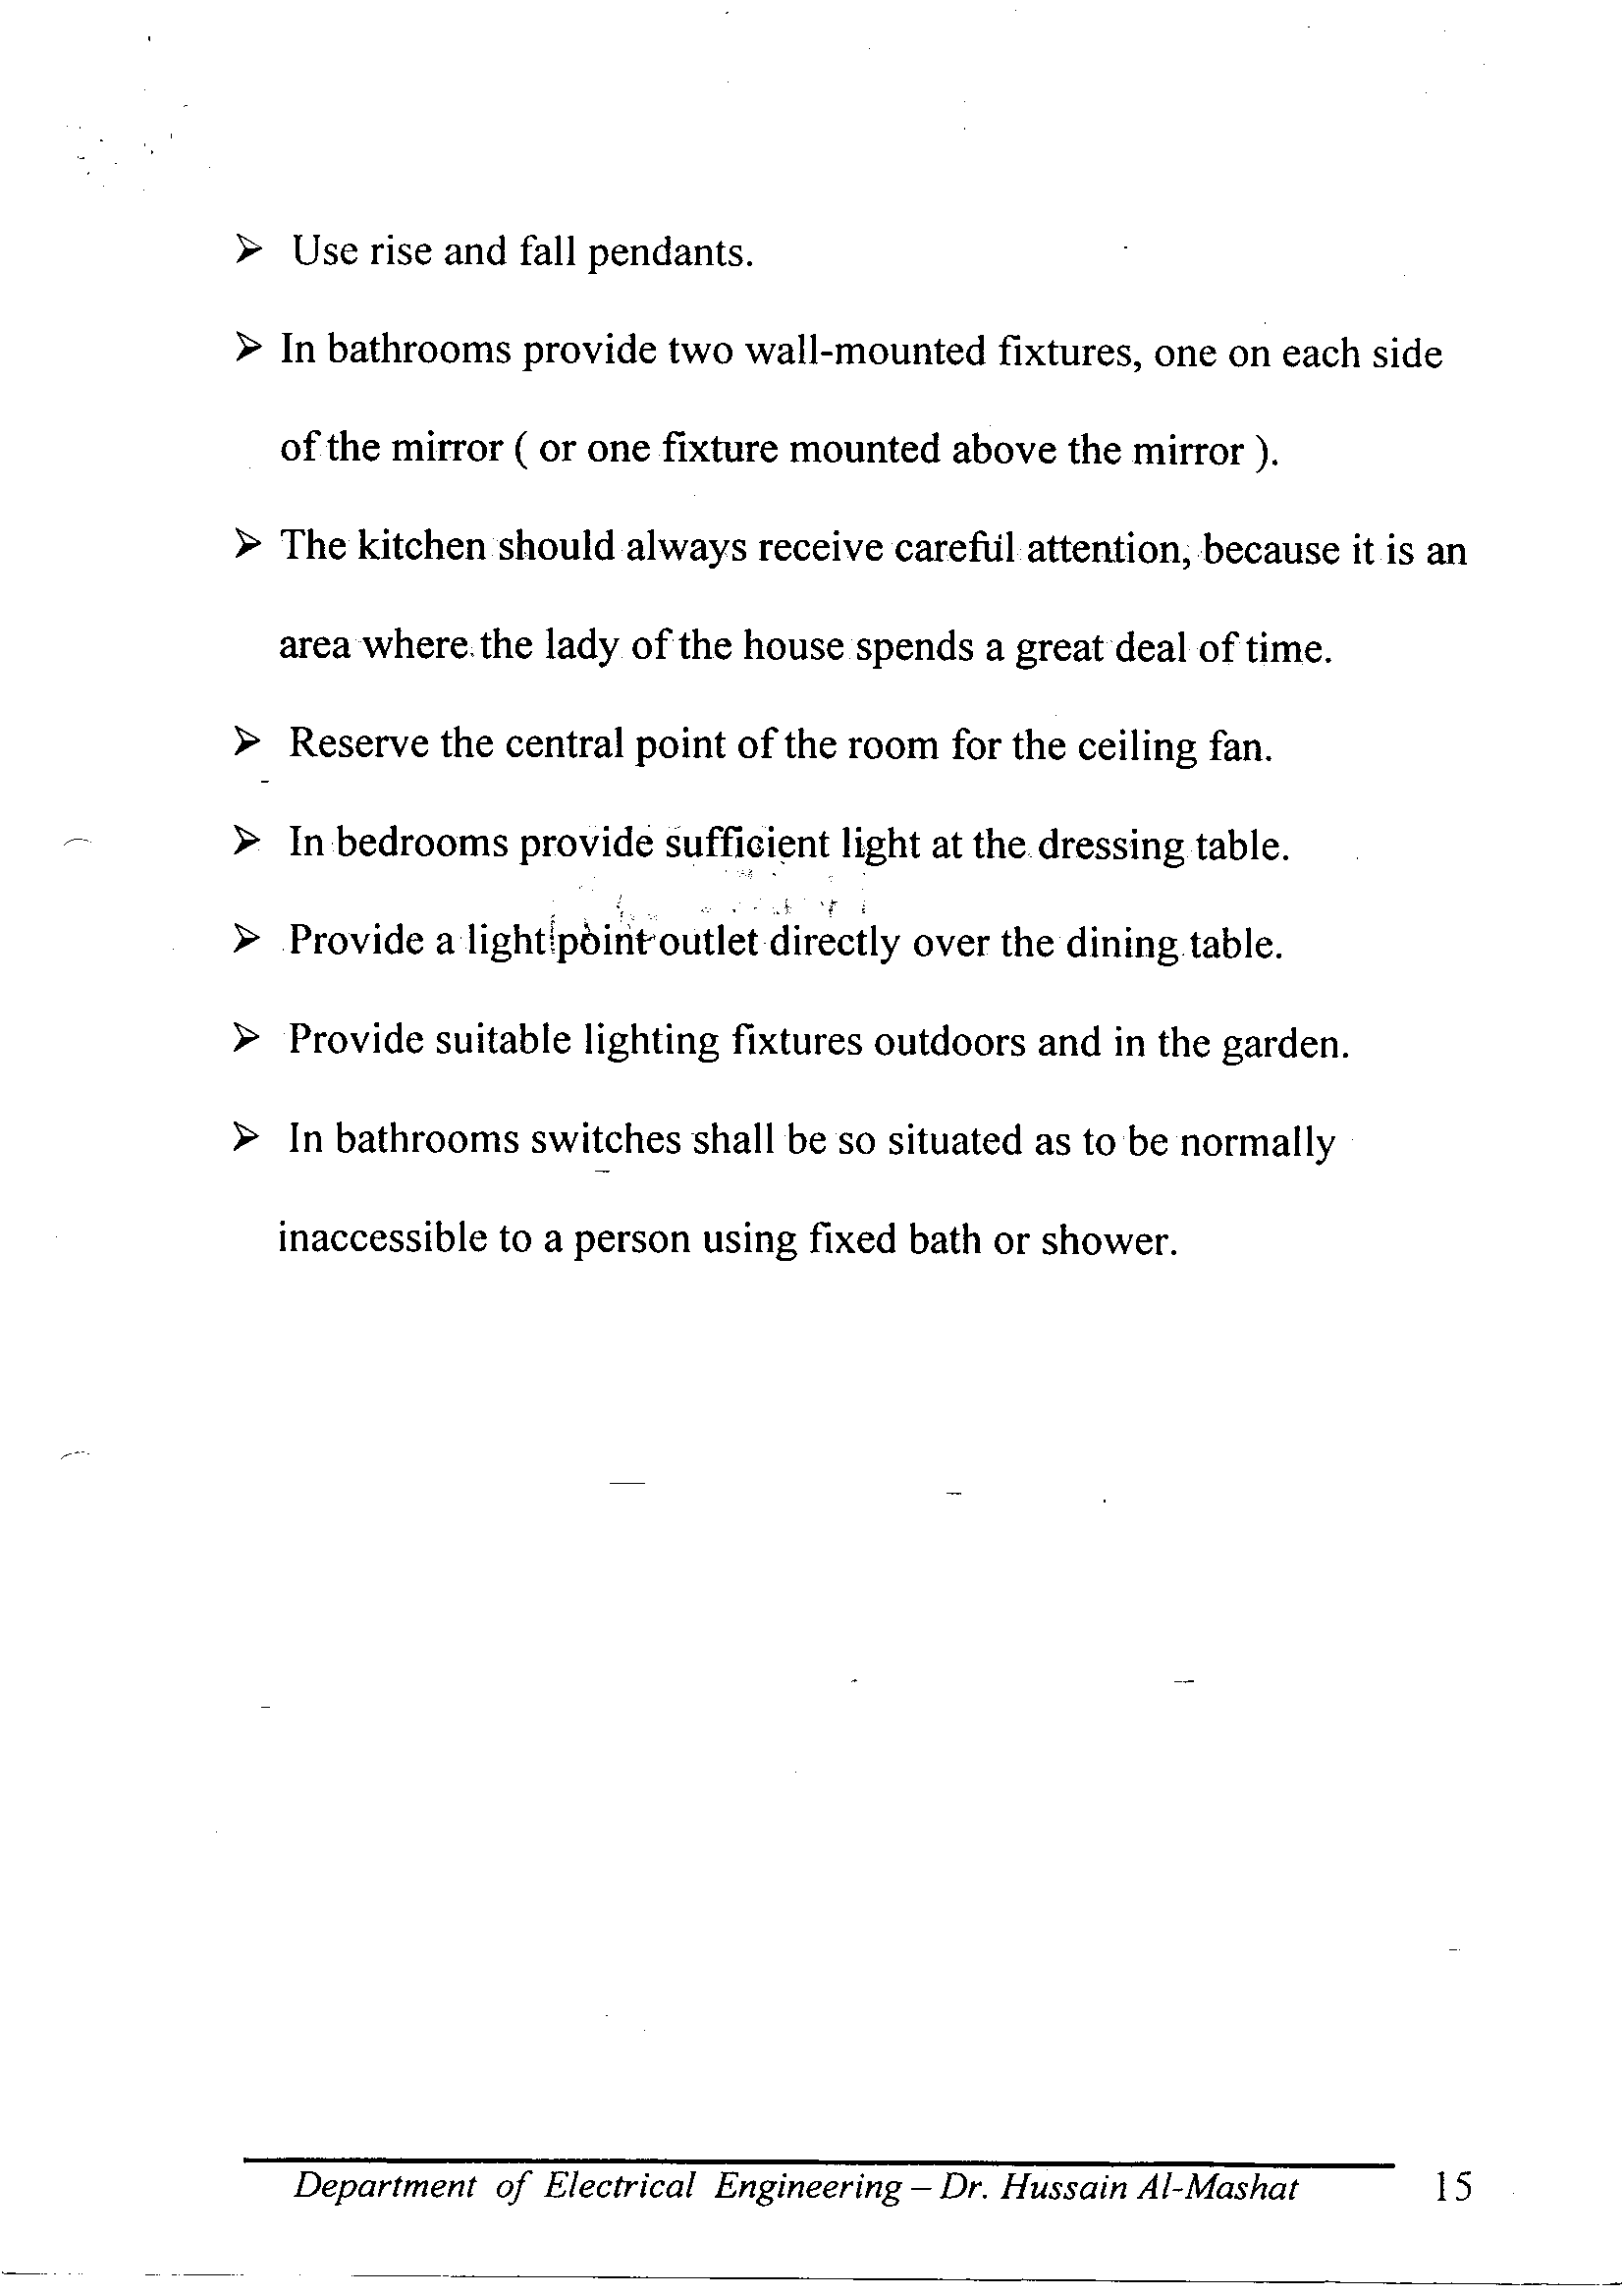 ➢ Use rise and fall pendants.
➢ In bathrooms provide two wall-mounted fixtures, one on each side
of the mirror ( or one fixture mounted above the mirror ).
➢ The kitchen should always receive careful attention, because it is an
area where the lady of the house spends a great deal of time.
➢ Reserve the central point of the room for the ceiling fan.
➢ In bedrooms provide sufficient light at the dressing table.
➢ Provide a light point outlet directly over the dining table.
➢ Provide suitable lighting fixtures outdoors and in the garden.
➢ In bathrooms switches shall be so situated as to be normally
inaccessible to a person using fixed bath or shower.
Department of Electrical Engineering – Dr. Hussain Al-Mashat 15